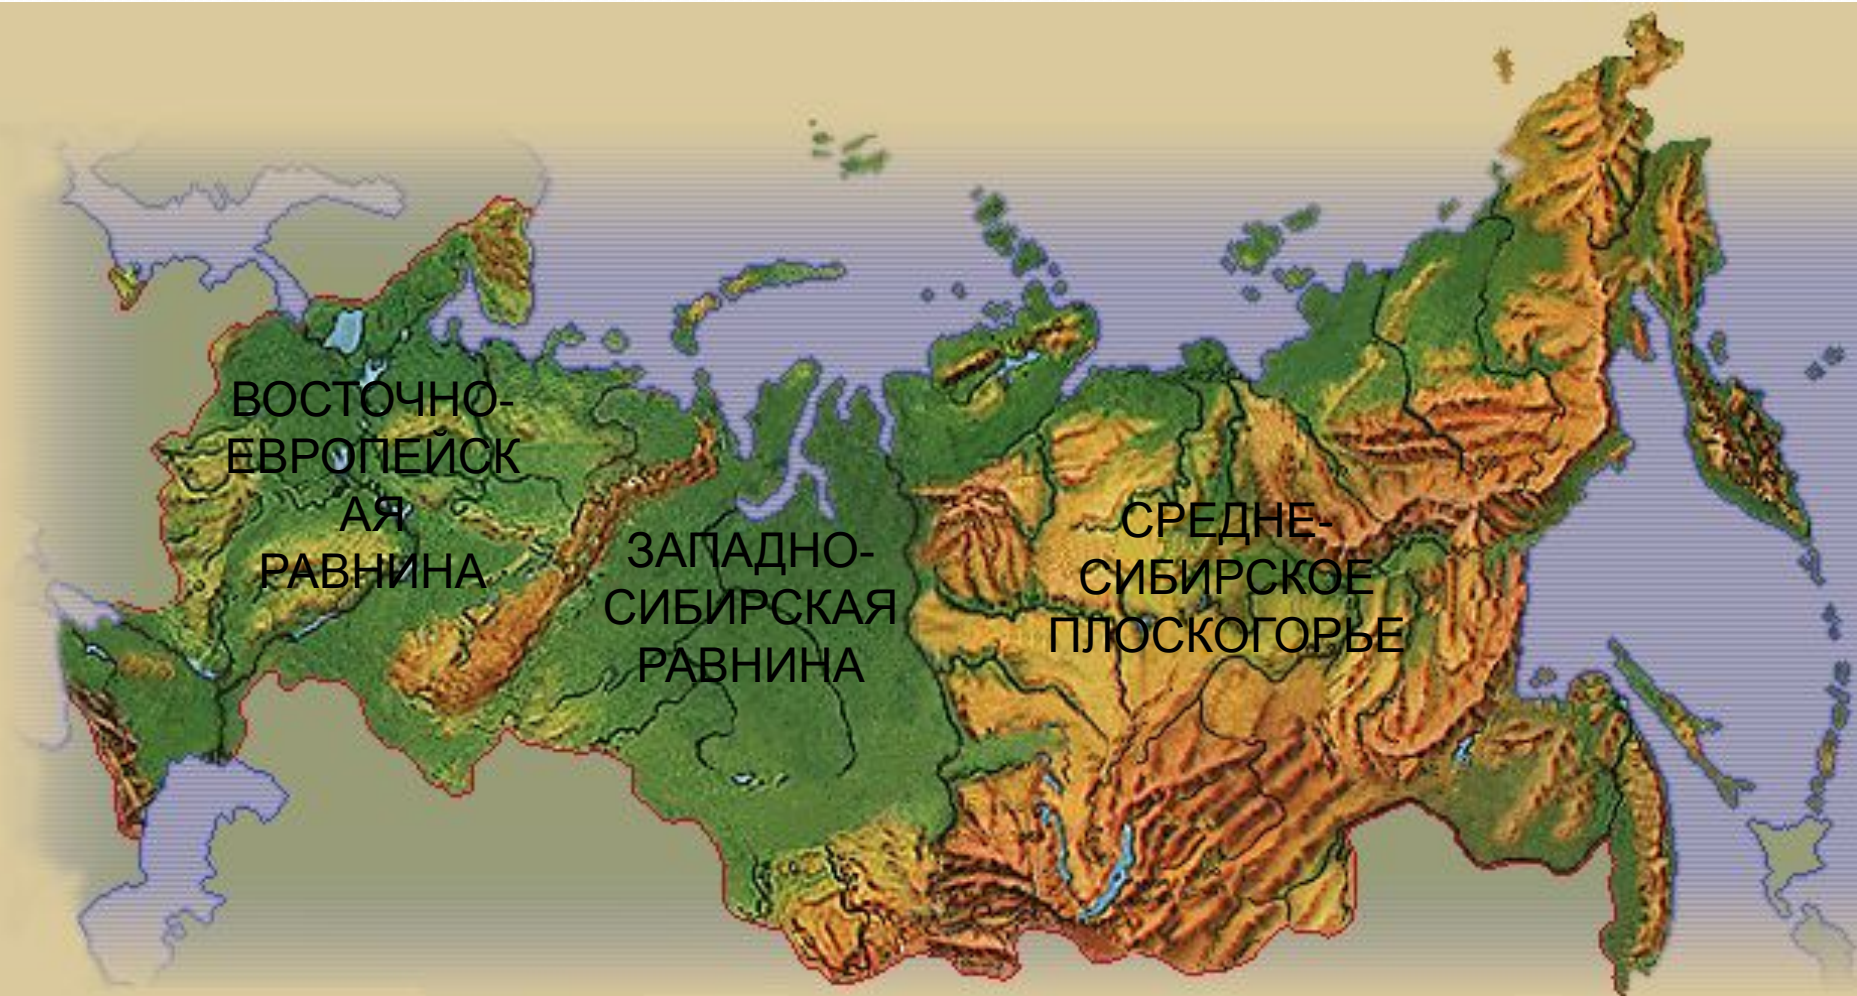 ВОСТОЧНО-
ЕВРОПЕЙСК
АЯ
РАВНИНА
ЗАПАДНО-
СИБИРСКАЯ
РАВНИНА
СРЕДНЕ-
СИБИРСКОЕ
ПЛОСКОГОРЬЕ